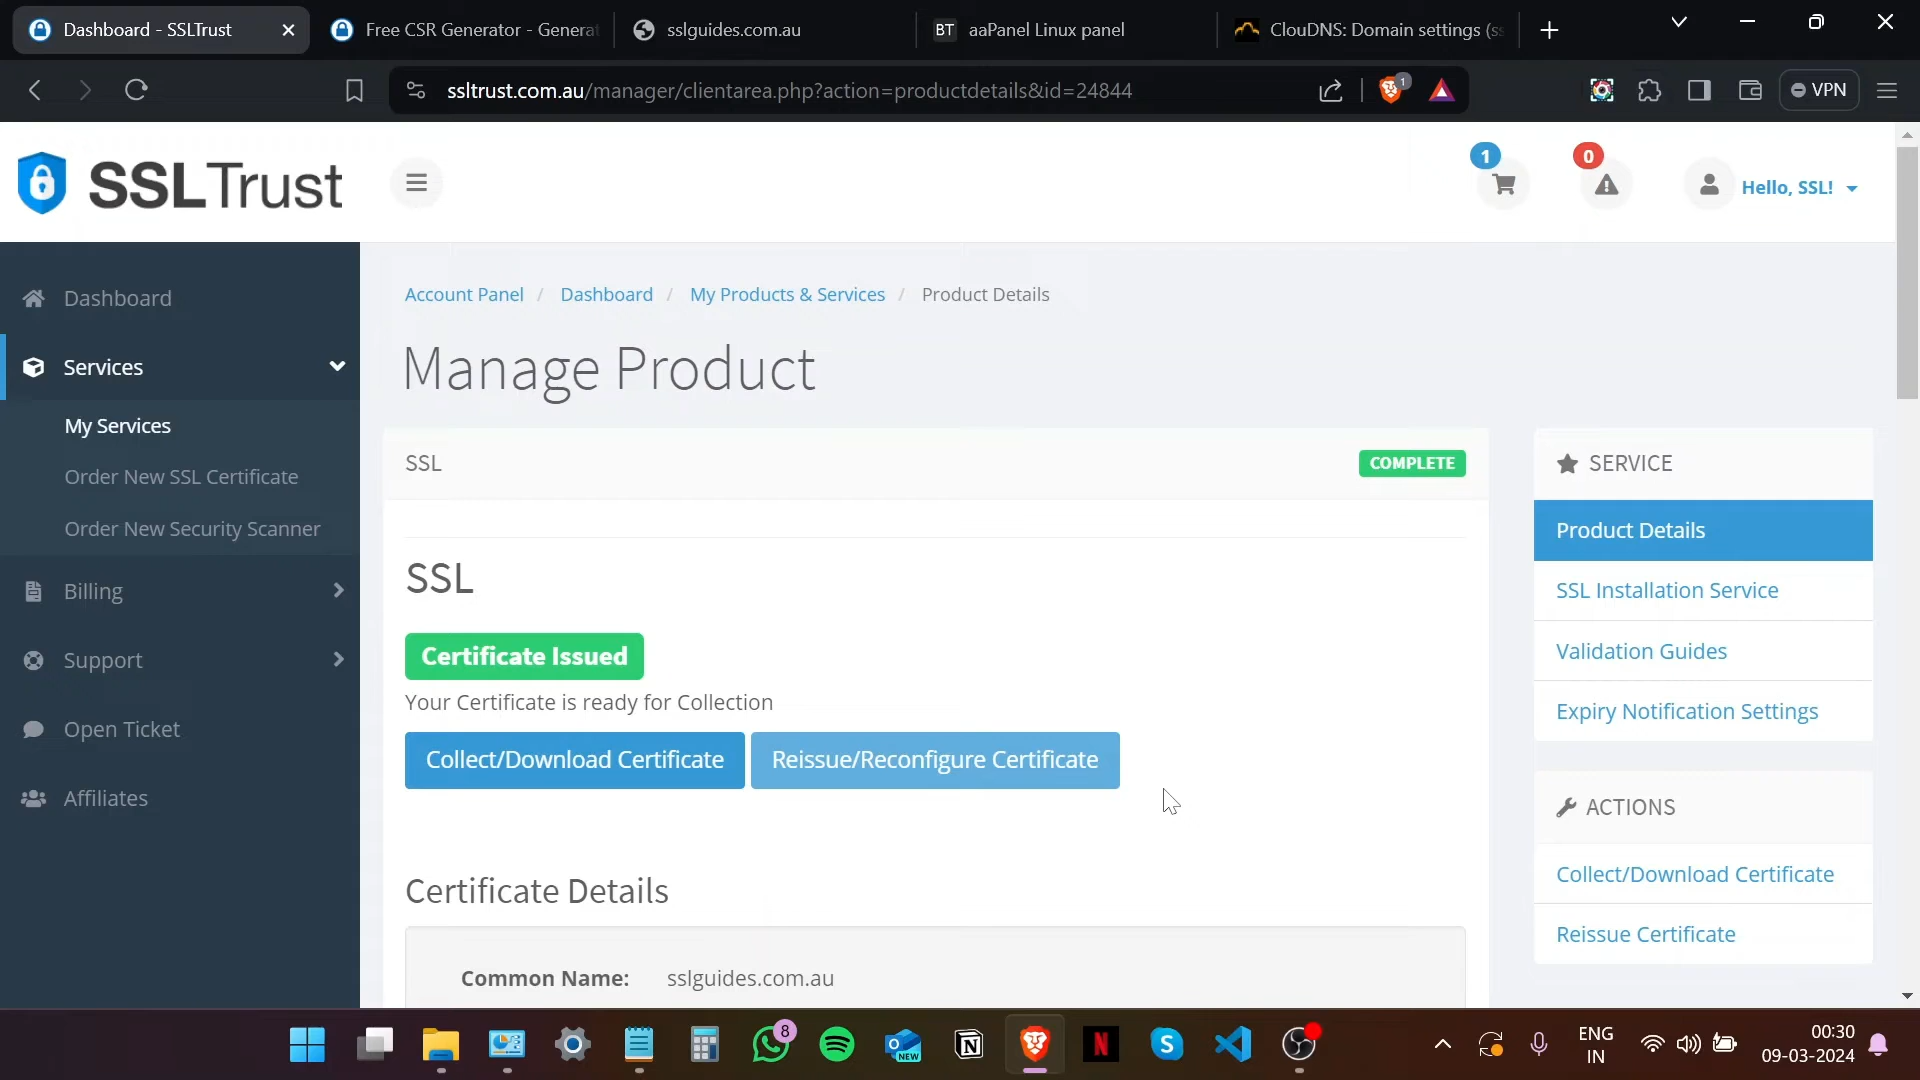 Dashboard - SSLTrust
Free CSR Generator - Generat
sslguides.com.au
BT aaPanel Linux panel
ClouDNS: Domain settings (ss
ssltrust.com.au/manager/clientarea.php?action=productdetails&id=24844
1
VPN
SSLTrust
1
0
Hello, SSL!
Dashboard
Services
My Services
Order New SSL Certificate
Order New Security Scanner
Billing
Support
Open Ticket
Affiliates
Account Panel / Dashboard / My Products & Services / Product Details
Manage Product
SSL
COMPLETE
SSL
Certificate Issued
Your Certificate is ready for Collection
Collect/Download Certificate
Reissue/Reconfigure Certificate
Certificate Details
Common Name: sslguides.com.au
SERVICE
Product Details
SSL Installation Service
Validation Guides
Expiry Notification Settings
ACTIONS
Collect/Download Certificate
Reissue Certificate
8
NEW
ENG
IN
00:30
09-03-2024